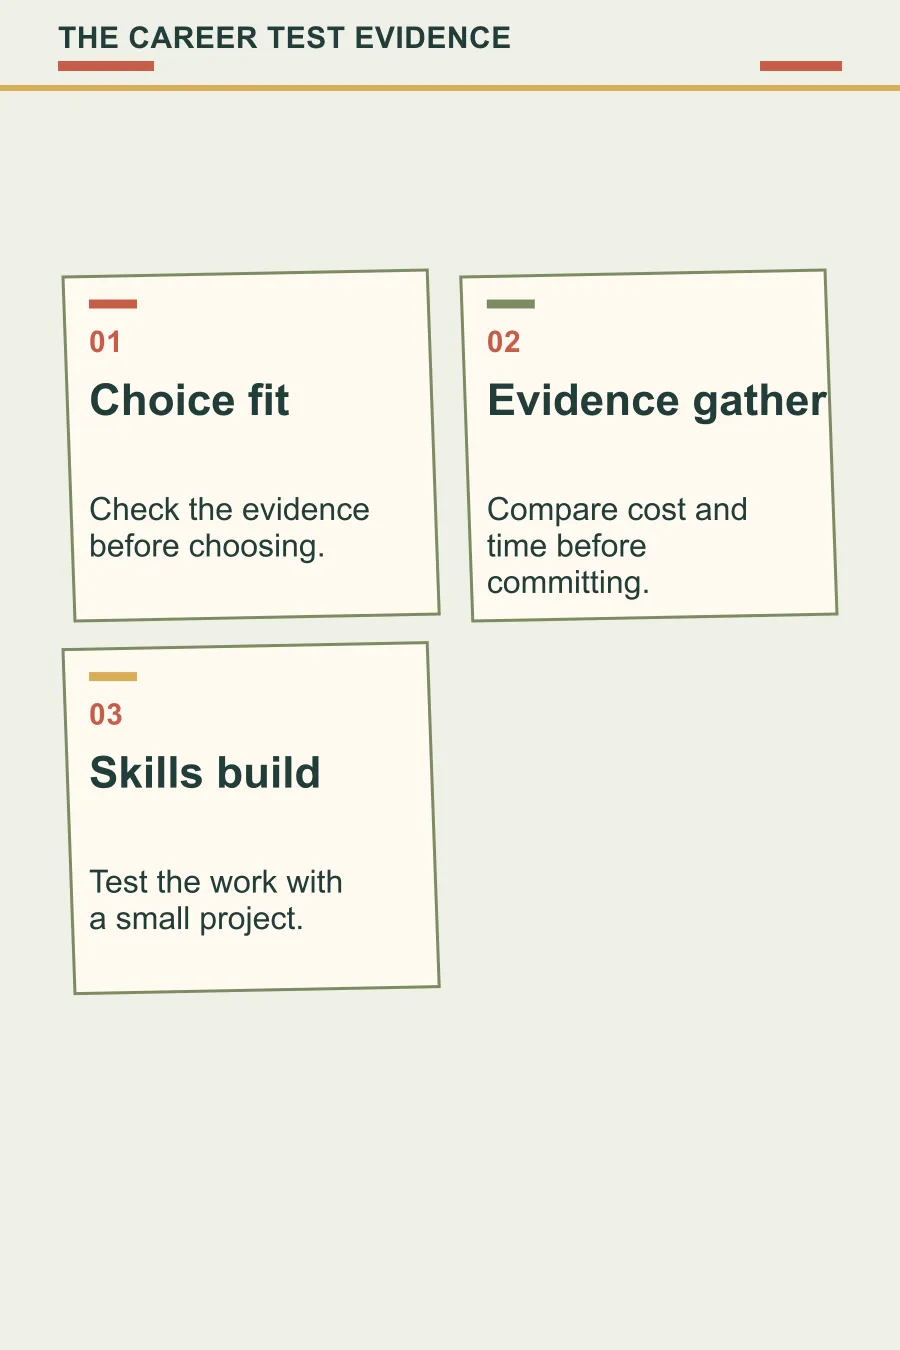 THE CAREER TEST EVIDENCE
01
Choice fit
Check the evidence
before choosing.
02
Evidence gather
Compare cost and
time before
committing.
03
Skills build
Test the work with
a small project.